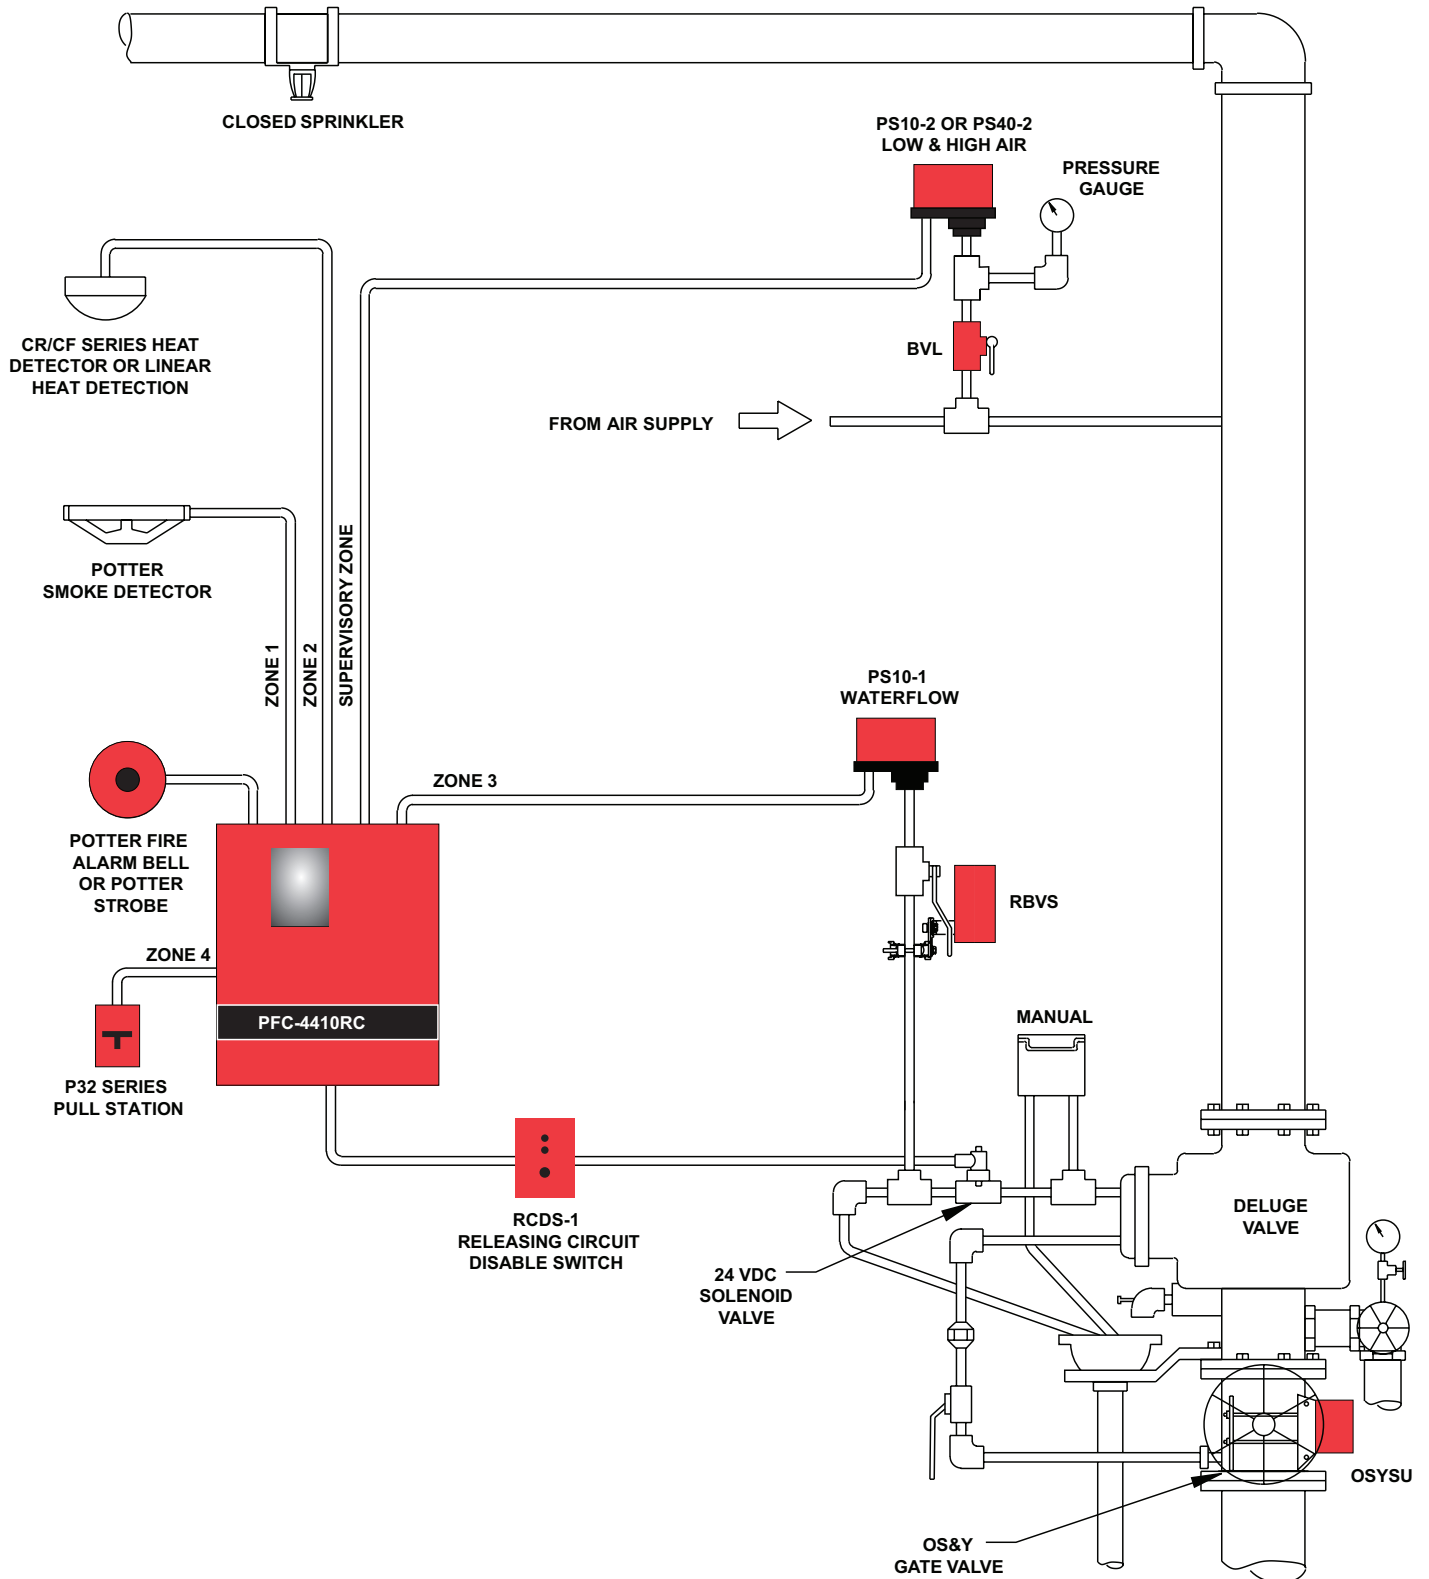 CLOSED SPRINKLER
PS10-2 OR PS40-2
LOW & HIGH AIR
PRESSURE
GAUGE
CR/CF SERIES HEAT
DETECTOR OR LINEAR
HEAT DETECTION
BVL
FROM AIR SUPPLY
POTTER
SMOKE DETECTOR
ZONE 1
ZONE 2
SUPERVISORY ZONE
PS10-1
WATERFLOW
ZONE 3
POTTER FIRE
ALARM BELL
OR POTTER
STROBE
RBVS
ZONE 4
PFC-4410RC
MANUAL
P32 SERIES
PULL STATION
RCDS-1
RELEASING CIRCUIT
DISABLE SWITCH
DELUGE
VALVE
24 VDC
SOLENOID
VALVE
OSYSU
OS&Y
GATE VALVE